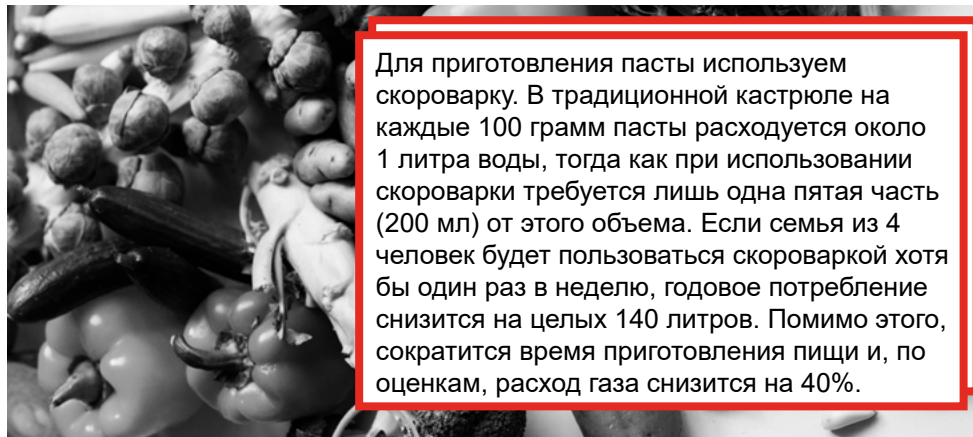 Для приготовления пасты используем
скороварку. В традиционной кастрюле на
каждые 100 грамм пасты расходуется около
1 литра воды, тогда как при использовании
скороварки требуется лишь одна пятая часть
(200 мл) от этого объема. Если семья из 4
человек будет пользоваться скороваркой хотя
бы один раз в неделю, годовое потребление
снизится на целых 140 литров. Помимо этого,
сократится время приготовления пищи и, по
оценкам, расход газа снизится на 40%.